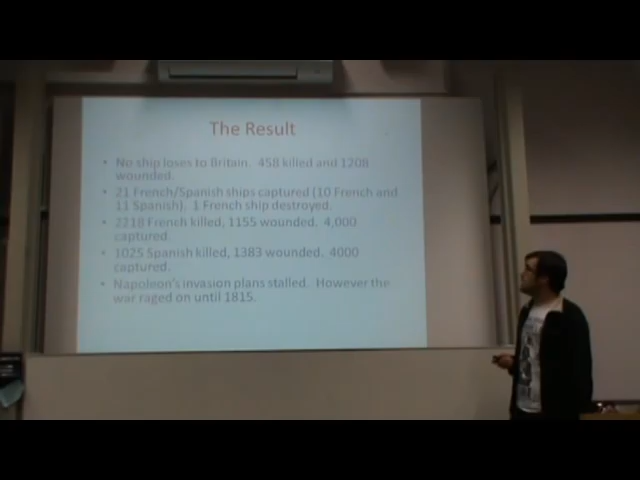 The Result
• No ship loses to Britain. 458 killed and 1208
wounded.
• 21 French/Spanish ships captured (10 French and
11 Spanish). 1 French ship destroyed.
• 2218 French killed, 1155 wounded. 4,000
captured.
• 1025 Spanish killed, 1383 wounded. 4000
captured.
• Napoleon's invasion plans stalled. However the
war raged on until 1815.